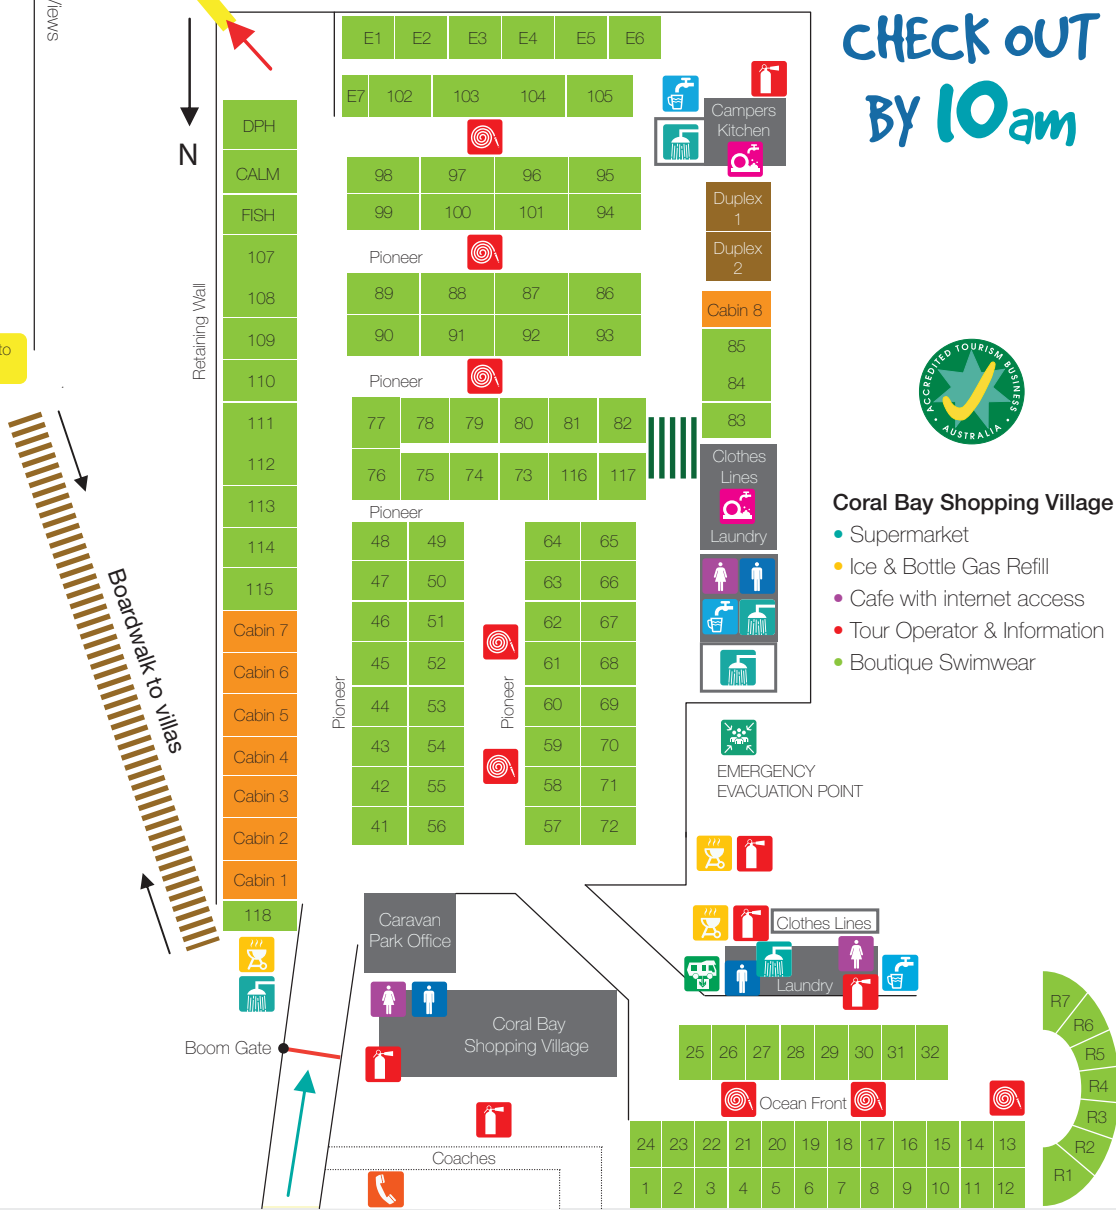 Views
CHECK OUT
BY 10am
N
to
E1 E2 E3 E4 E5 E6
E7 102 103 104 105
Campers
Kitchen
DPH
CALM
FISH
107
108
109
110
111
112
113
114
115
Cabin 7
Cabin 6
Cabin 5
Cabin 4
Cabin 3
Cabin 2
Cabin 1
118
Retaining Wall
98 97 96 95
99 100 101 94
Pioneer
89 88 87 86
90 91 92 93
Pioneer
77 78 79 80 81 82
76 75 74 73 116 117
Pioneer
48 49 64 65
47 50 63 66
46 51 62 67
45 52 61 68
44 53 60 69
43 54 59 70
42 55 58 71
41 56 57 72
Pioneer
Pioneer
Duplex
1
Duplex
2
Cabin 8
85
84
83
Clothes
Lines
Laundry
EMERGENCY
EVACUATION POINT
ACCREDITED TOURISM BUSINESS
AUSTRALIA
Coral Bay Shopping Village
Supermarket
Ice & Bottle Gas Refill
Cafe with internet access
Tour Operator & Information
Boutique Swimwear
Boardwalk to villas
Caravan
Park Office
Coral Bay
Shopping Village
Boom Gate
Coaches
Clothes Lines
Laundry
25 26 27 28 29 30 31 32
Ocean Front
24 23 22 21 20 19 18 17 16 15 14 13
1 2 3 4 5 6 7 8 9 10 11 12
R7
R6
R5
R4
R3
R2
R1